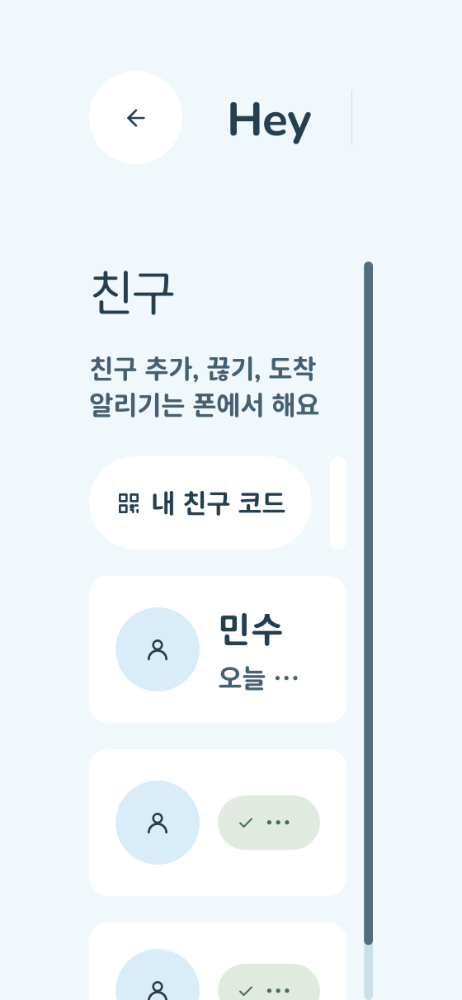 Hey
친구
친구 추가, 끊기, 도착
알리기는 폰에서 해요
내 친구 코드
민수
오늘 ···
···
···